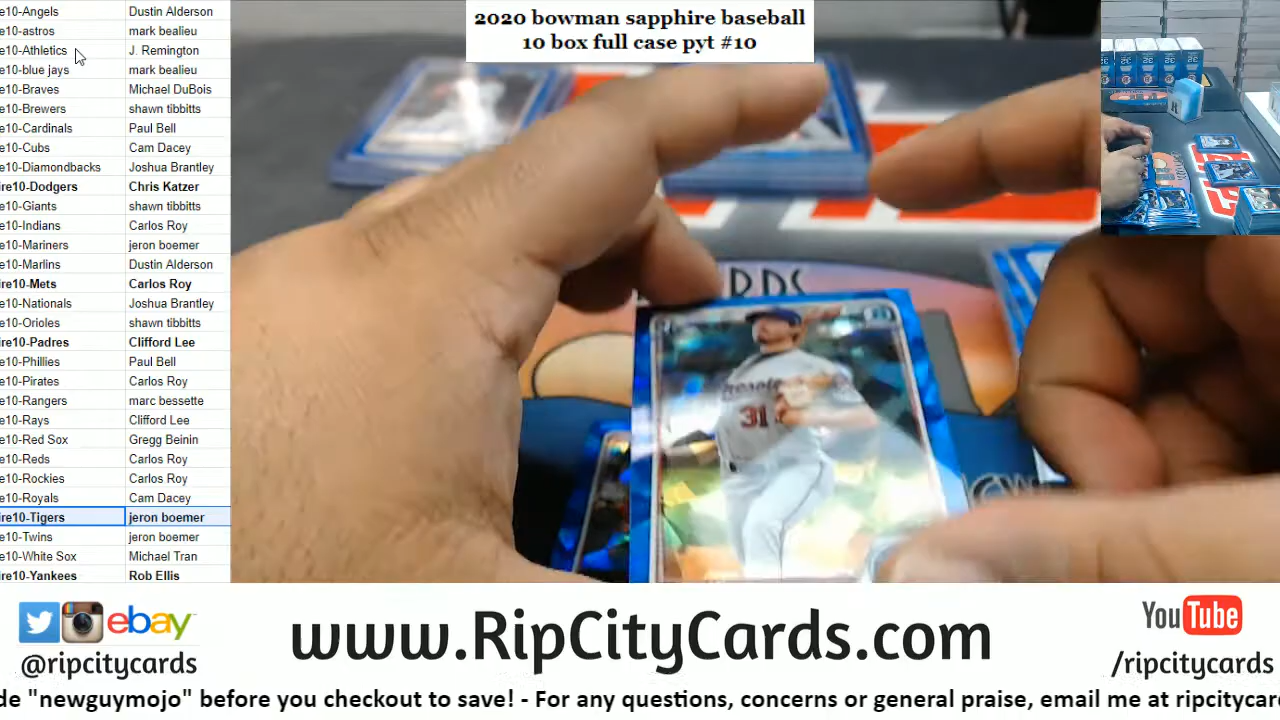 2020 bowman sapphire baseball
10 box full case pyt #10
e10-Angels Dustin Alderson
e10-astros mark bealieu
e10-Athletics J. Remington
e10-blue jays mark bealieu
e10-Braves Michael DuBois
e10-Brewers shawn tibbitts
e10-Cardinals Paul Bell
e10-Cubs Cam Dacey
e10-Diamondbacks Joshua Brantley
ire10-Dodgers Chris Katzer
e10-Giants shawn tibbitts
e10-Indians Carlos Roy
e10-Mariners jeron boemer
e10-Marlins Dustin Alderson
ire10-Mets Carlos Roy
e10-Nationals Joshua Brantley
e10-Orioles shawn tibbitts
ire10-Padres Clifford Lee
e10-Phillies Paul Bell
e10-Pirates Carlos Roy
e10-Rangers marc bessette
e10-Rays Clifford Lee
e10-Red Sox Gregg Beinin
e10-Reds Carlos Roy
e10-Rockies Carlos Roy
e10-Royals Cam Dacey
ire10-Tigers jeron boemer
e10-Twins jeron boemer
e10-White Sox Michael Tran
ire10-Yankees Rob Ellis
RDS
31
ebay
@ripcitycards
www.RipCityCards.com
YouTube
/ripcitycards
de "newguymojo" before you checkout to save! - For any questions, concerns or general praise, email me at ripcitycar